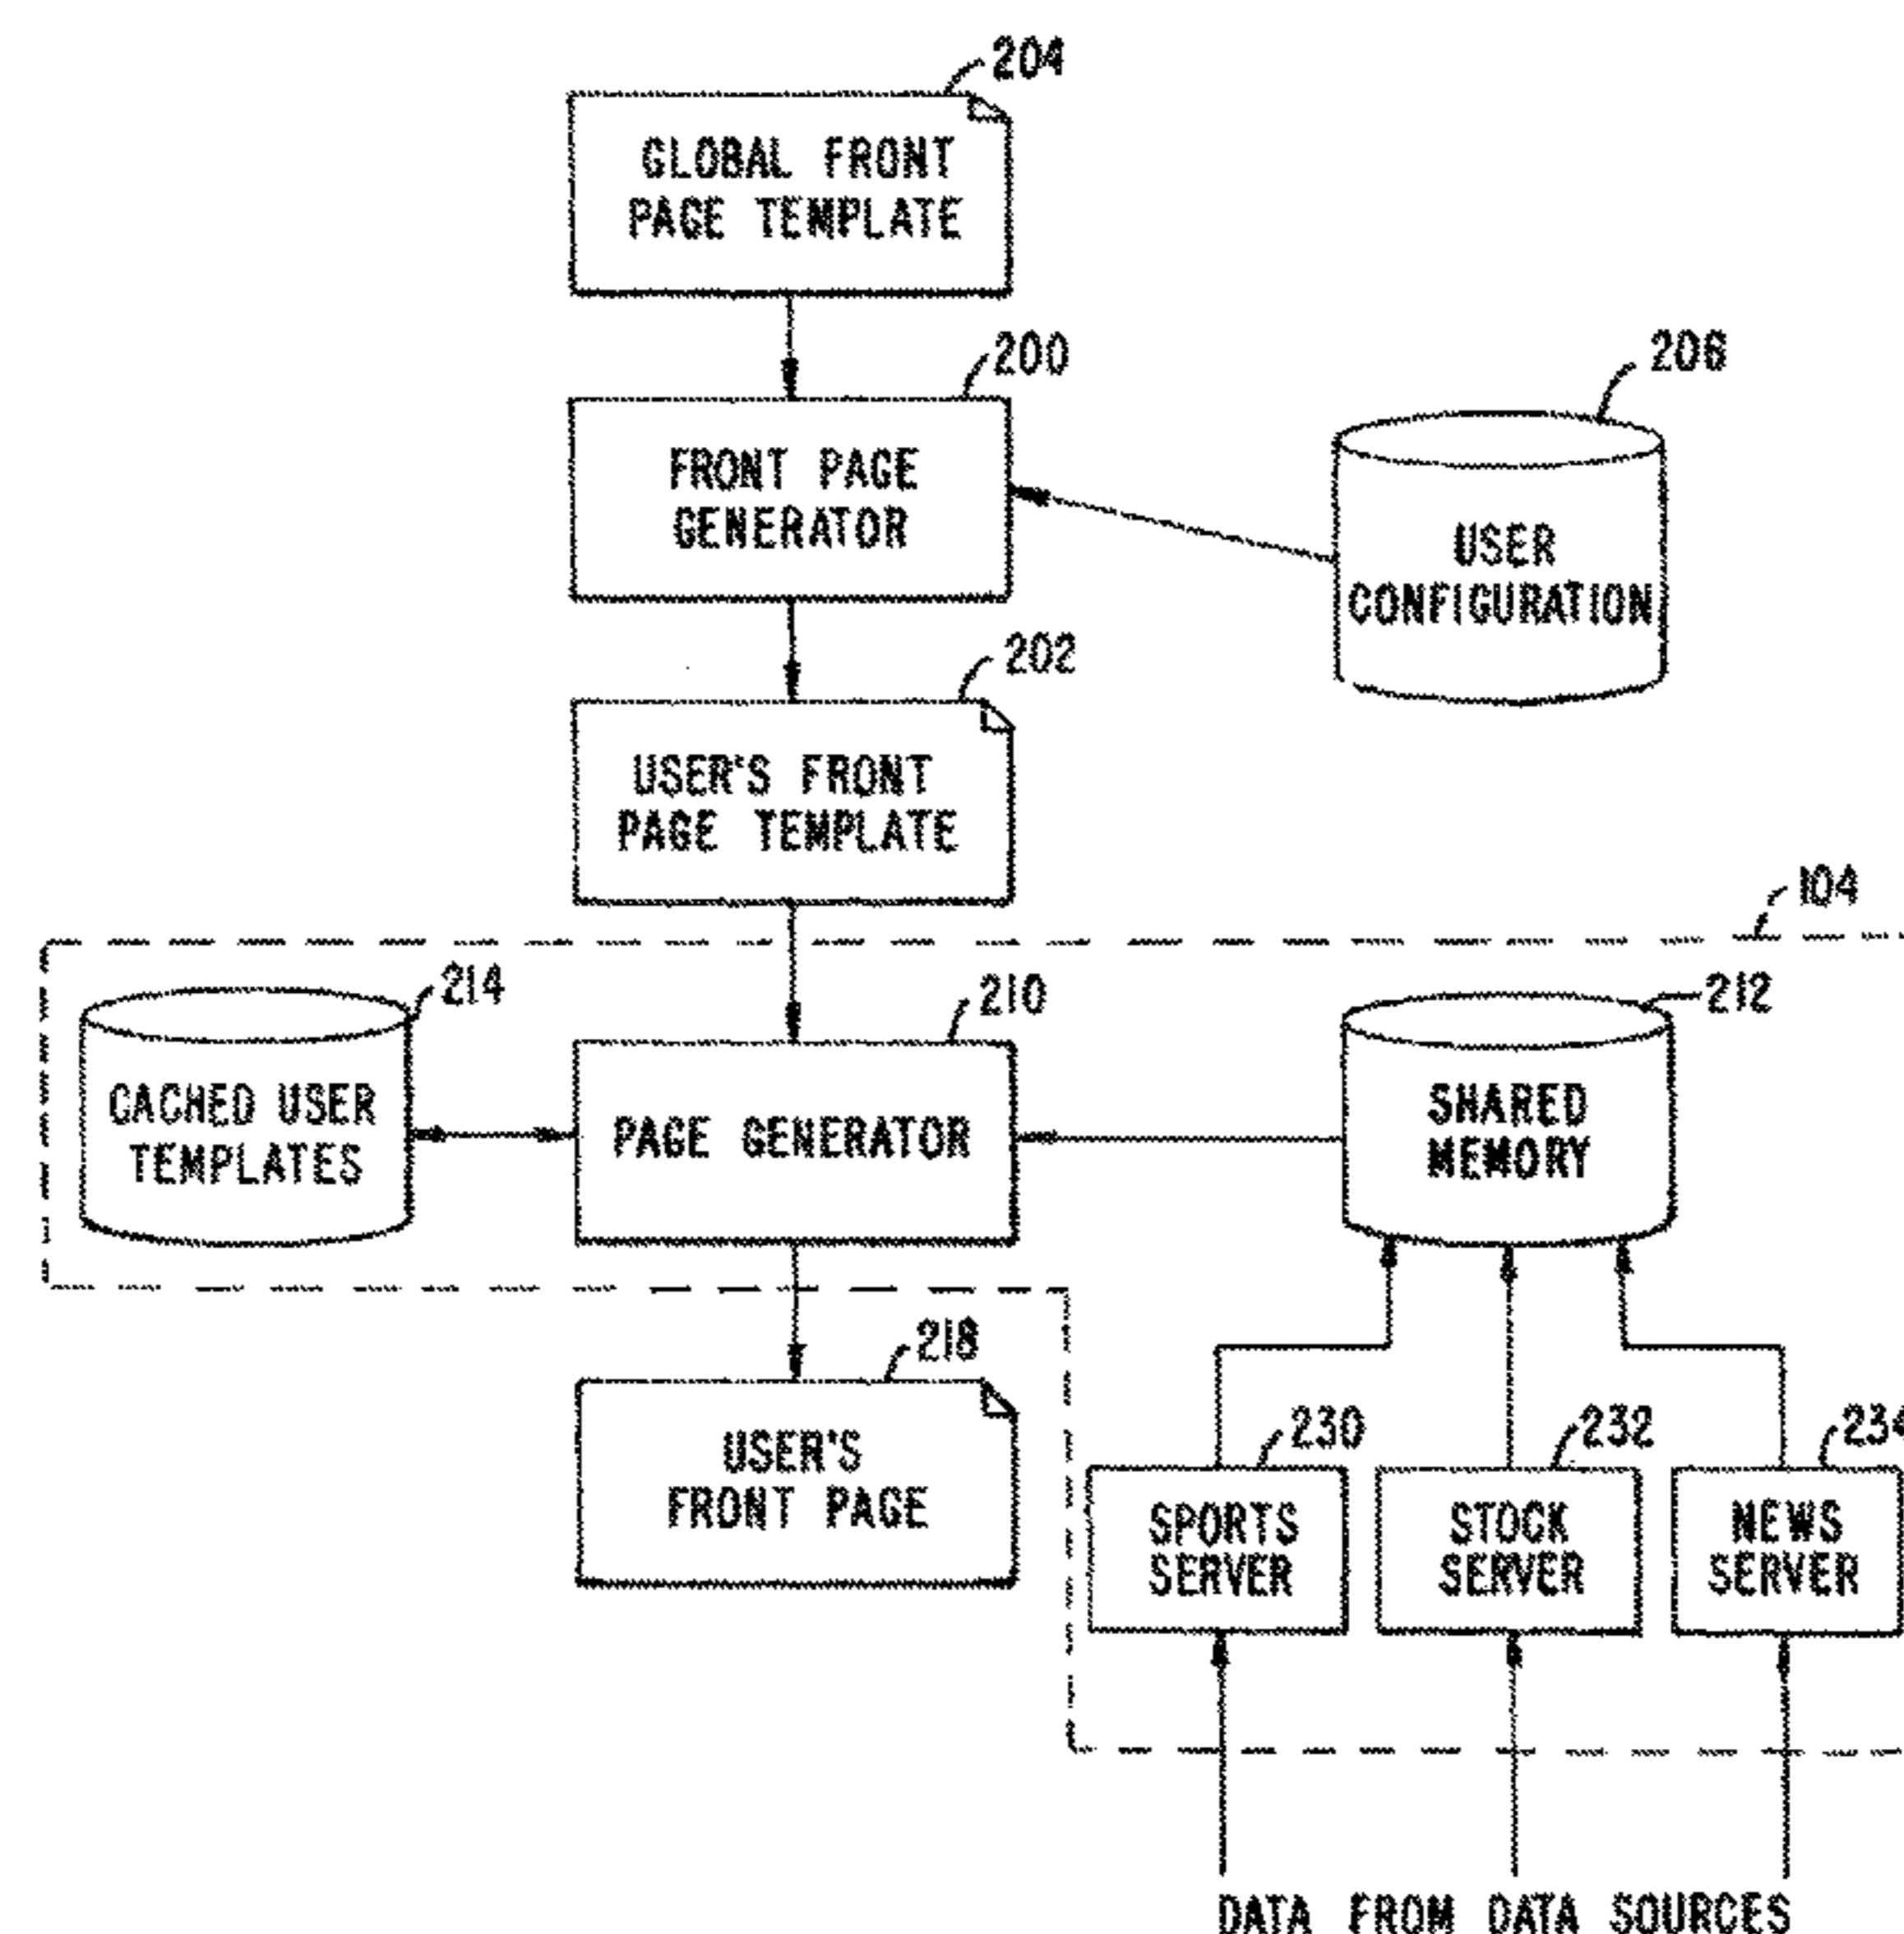 204
GLOBAL FRONT
PAGE TEMPLATE
200
FRONT PAGE
GENERATOR
206
USER
CONFIGURATION
202
USER'S FRONT
PAGE TEMPLATE
104
214
CACHED USER
TEMPLATES
210
PAGE GENERATOR
212
SHARED
MEMORY
218
USER'S
FRONT PAGE
230
SPORTS
SERVER
232
STOCK
SERVER
234
NEWS
SERVER
DATA FROM DATA SOURCES